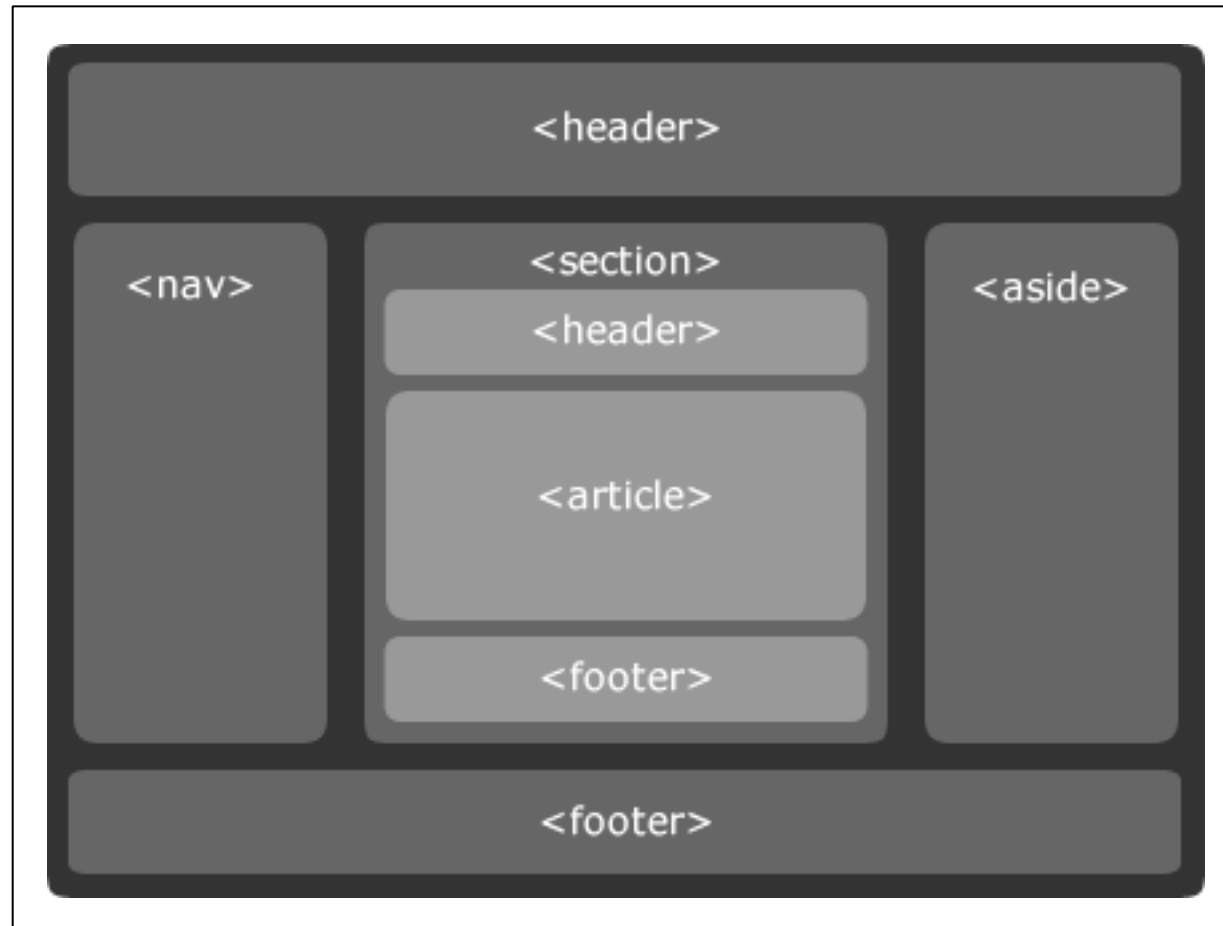 <header>
<nav>
<section>
<header>
<article>
<footer>
<aside>
<footer>